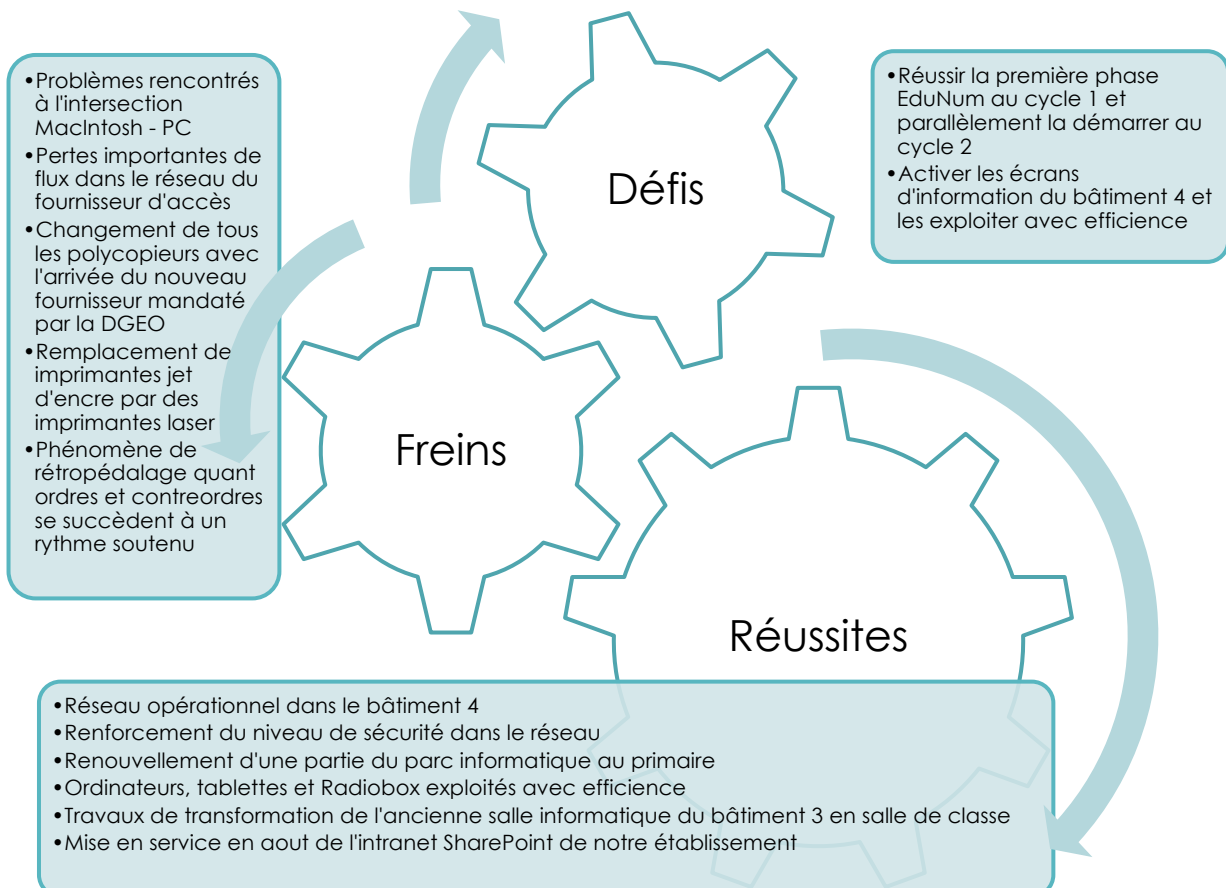 •Problèmes rencontrés
à l'intersection
MacIntosh - PC
•Pertes importantes de
flux dans le réseau du
fournisseur d'accès
•Changement de tous
les polycopieurs avec
l'arrivée du nouveau
fournisseur mandaté
par la DGEO
•Remplacement de
imprimantes jet
d'encre par des
imprimantes laser
•Phénomène de
rétropédalage quant
ordres et contreordres
se succèdent à un
rythme soutenu
Défis
•Réussir la première phase
EduNum au cycle 1 et
parallèlement la démarrer au
cycle 2
•Activer les écrans
d'information du bâtiment 4 et
les exploiter avec efficience
Freins
Réussites
•Réseau opérationnel dans le bâtiment 4
•Renforcement du niveau de sécurité dans le réseau
•Renouvellement d'une partie du parc informatique au primaire
•Ordinateurs, tablettes et Radiobox exploités avec efficience
•Travaux de transformation de l'ancienne salle informatique du bâtiment 3 en salle de classe
•Mise en service en aout de l'intranet SharePoint de notre établissement